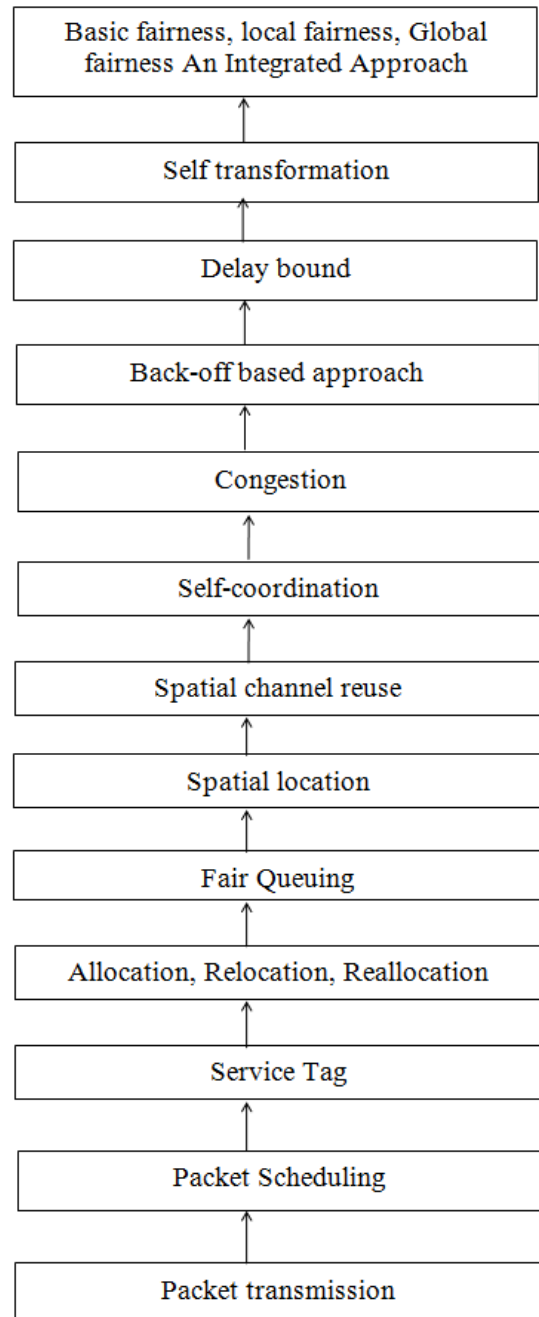 Basic fairness, local fairness, Global
fairness An Integrated Approach
Self transformation
Delay bound
Back-off based approach
Congestion
Self-coordination
Spatial channel reuse
Spatial location
Fair Queuing
Allocation, Relocation, Reallocation
Service Tag
Packet Scheduling
Packet transmission